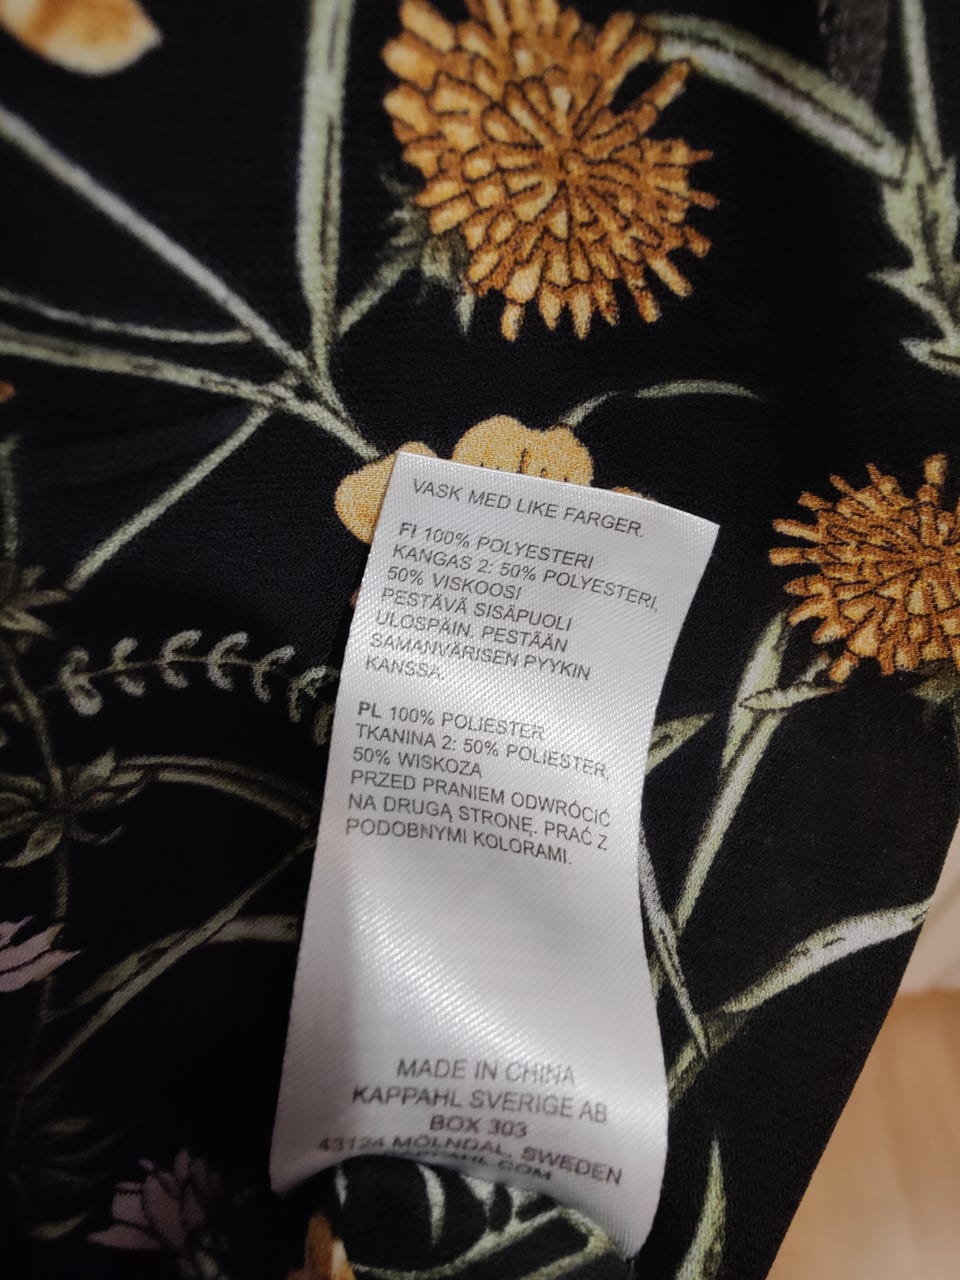 VASK MED LIKE FARGER.
FI 100% POLYESTERI
KANGAS 2: 50% POLYESTERI,
50% VISKOOSI
PESTÄVÄ SISÄPUOLI
ULOSPÄIN. PESTÄÄN
SAMANVÄRISEN PYYKIN
KANSSA.
PL 100% POLIESTER
TKANINA 2: 50% POLIESTER,
50% WISKOZA
PRZED PRANIEM ODWRÓCIĆ
NA DRUGĄ STRONĘ. PRAĆ Z
PODOBNYMI KOLORAMI.
MADE IN CHINA
KAPPAHL SVERIGE AB
BOX 303
43124 MÖLNDAL, SWEDEN
KAPPAHL.COM